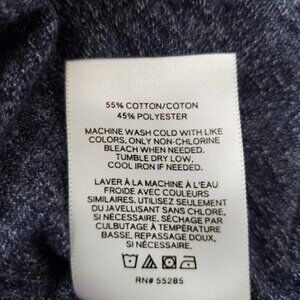 55% COTTON/COTON
45% POLYESTER
MACHINE WASH COLD WITH LIKE
COLORS, ONLY NON-CHLORINE
BLEACH WHEN NEEDED.
TUMBLE DRY LOW,
COOL IRON IF NEEDED.
LAVER À LA MACHINE À L'EAU
FROIDE AVEC COULEURS
SIMILAIRES, UTILISEZ SEULEMENT
DU JAVELLISANT SANS CHLORE,
SI NÉCESSAIRE, SÉCHAGE PAR
CULBUTAGE À TEMPÉRATURE
BASSE, REPASSAGE DOUX,
SI NÉCESSAIRE.
RN# 55285